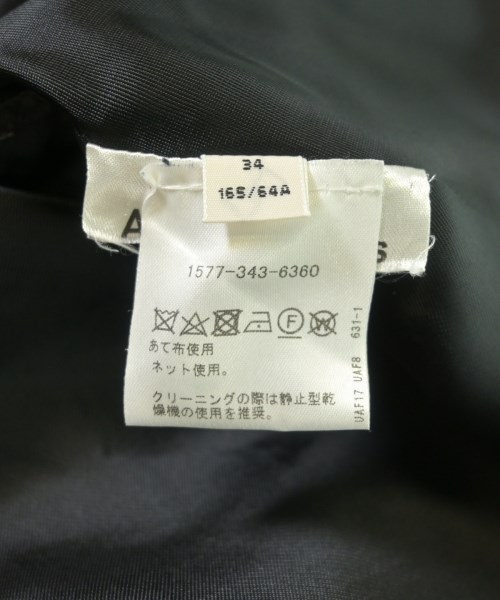 34
165/64A
A
S
1577-343-6360
F W
あて布使用
ネット使用。
クリーニングの際は静止型乾
燥機の使用を推奨。
UAF17 UAF8 631-1